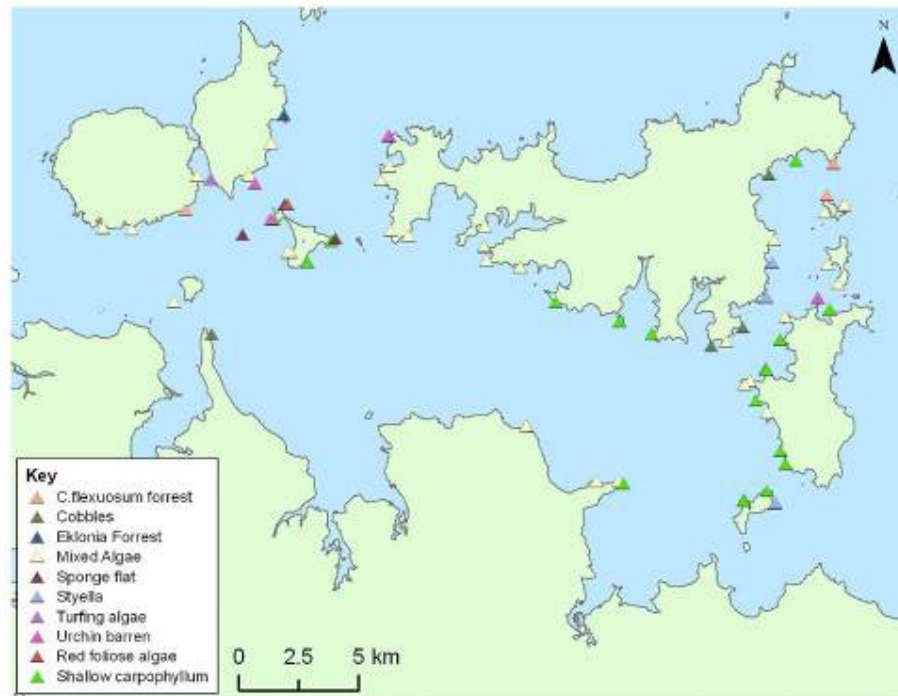 N
Key
C.flexuosum forrest
Cobbles
Eklonia Forrest
Mixed Algae
Sponge flat
Styella
Turfing algae
Urchin barren
Red foliose algae
Shallow carpophyllum
0 2.5 5 km